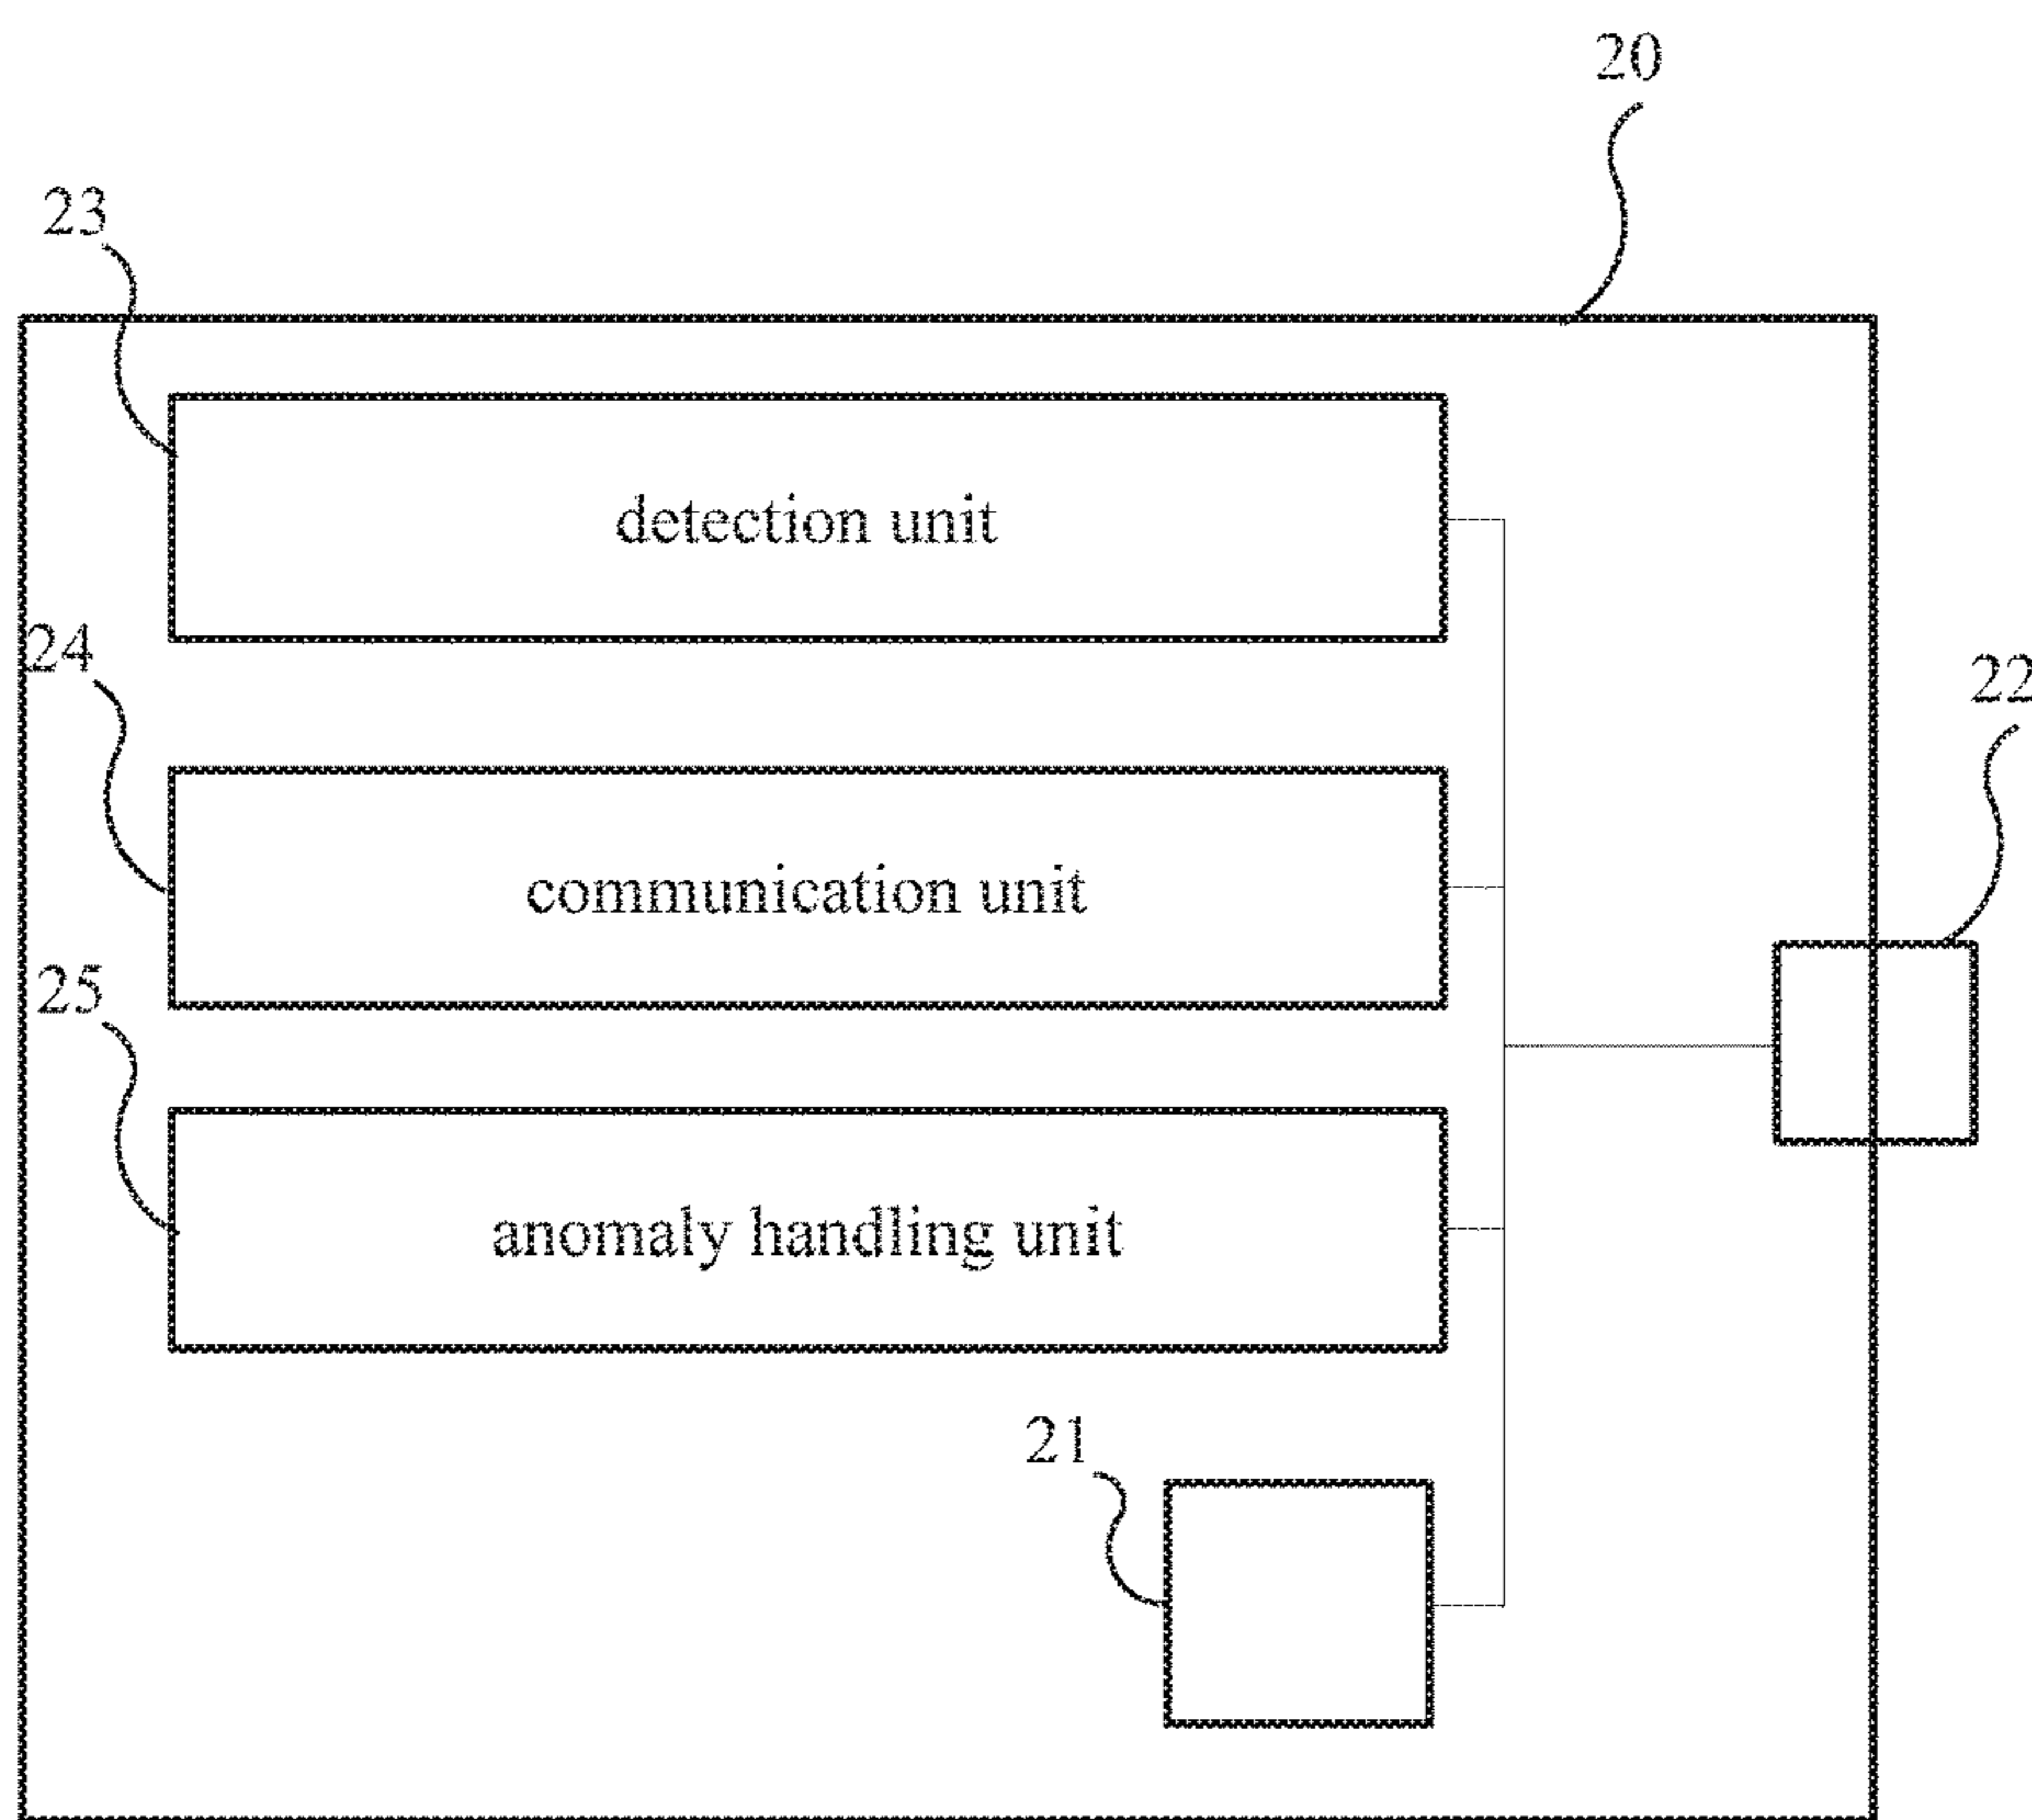 20
23
detection unit
24
22
communication unit
25
anomaly handling unit
21